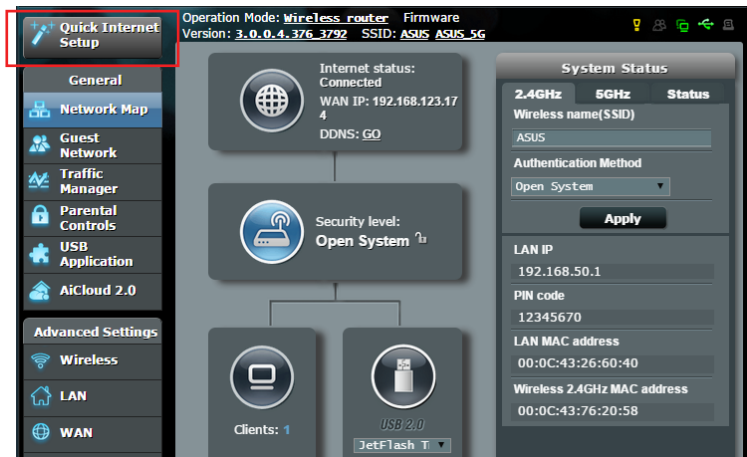 Operation Mode: Wireless router Firmware
Version: 3.0.0.4.376_3792 SSID: ASUS ASUS_5G
Quick Internet
Setup
General
Network Map
Guest
Network
Traffic
Manager
Parental
Controls
USB
Application
AiCloud 2.0
Advanced Settings
Wireless
LAN
WAN
Internet status:
Connected
WAN IP: 192.168.123.17
4
DDNS: GO
Security level:
Open System
Clients: 1
USB 2.0
JetFlash T
System Status
2.4GHz 5GHz Status
Wireless name(SSID)
ASUS
Authentication Method
Open System
Apply
LAN IP
192.168.50.1
PIN code
12345670
LAN MAC address
00:0C:43:26:60:40
Wireless 2.4GHz MAC address
00:0C:43:76:20:58